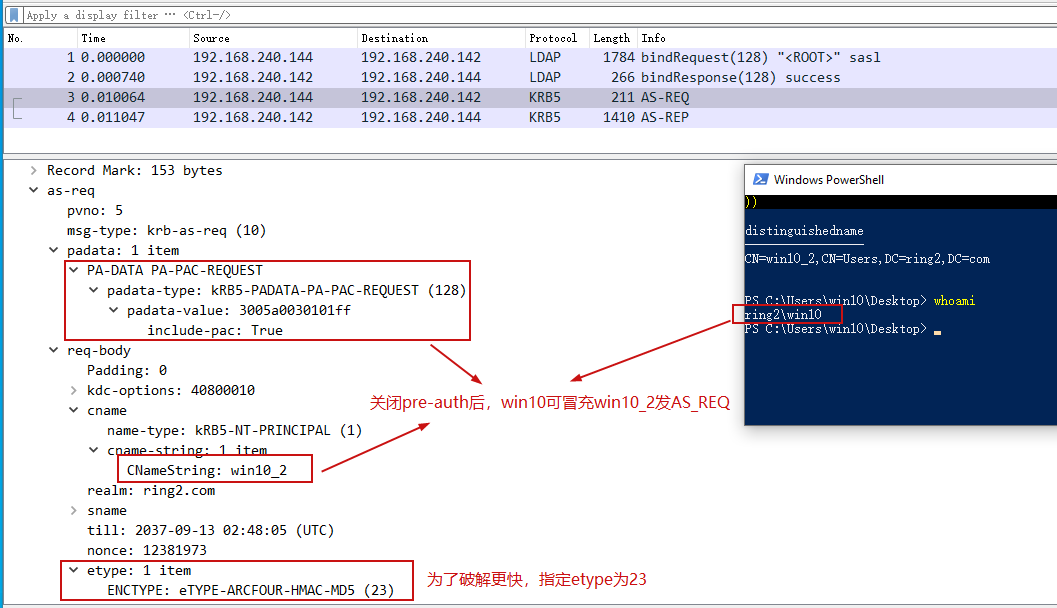 Apply a display filter ··· <Ctrl-/>
No. Time Source Destination Protocol Length Info
1 0.000000 192.168.240.144 192.168.240.142 LDAP 1784 bindRequest(128) "<ROOT>" sasl
2 0.000740 192.168.240.142 192.168.240.144 LDAP 266 bindResponse(128) success
3 0.010064 192.168.240.144 192.168.240.142 KRB5 211 AS-REQ
4 0.011047 192.168.240.142 192.168.240.144 KRB5 1410 AS-REP
Record Mark: 153 bytes
as-req
pvno: 5
msg-type: krb-as-req (10)
padata: 1 item
PA-DATA PA-PAC-REQUEST
padata-type: kRB5-PADATA-PA-PAC-REQUEST (128)
padata-value: 3005a0030101ff
include-pac: True
req-body
Padding: 0
kdc-options: 40800010
cname
name-type: kRB5-NT-PRINCIPAL (1)
cname-string: 1 item
CNameString: win10_2
realm: ring2.com
sname
till: 2037-09-13 02:48:05 (UTC)
nonce: 12381973
etype: 1 item
ENCTYPE: eTYPE-ARCFOUR-HMAC-MD5 (23)
Windows PowerShell
))
distinguishedname
CN=win10_2,CN=Users,DC=ring2,DC=com
PS C:\Users\win10\Desktop> whoami
ring2\win10
PS C:\Users\win10\Desktop>
关闭pre-auth后，win10可冒充win10_2发AS_REQ
为了破解更快，指定etype为23